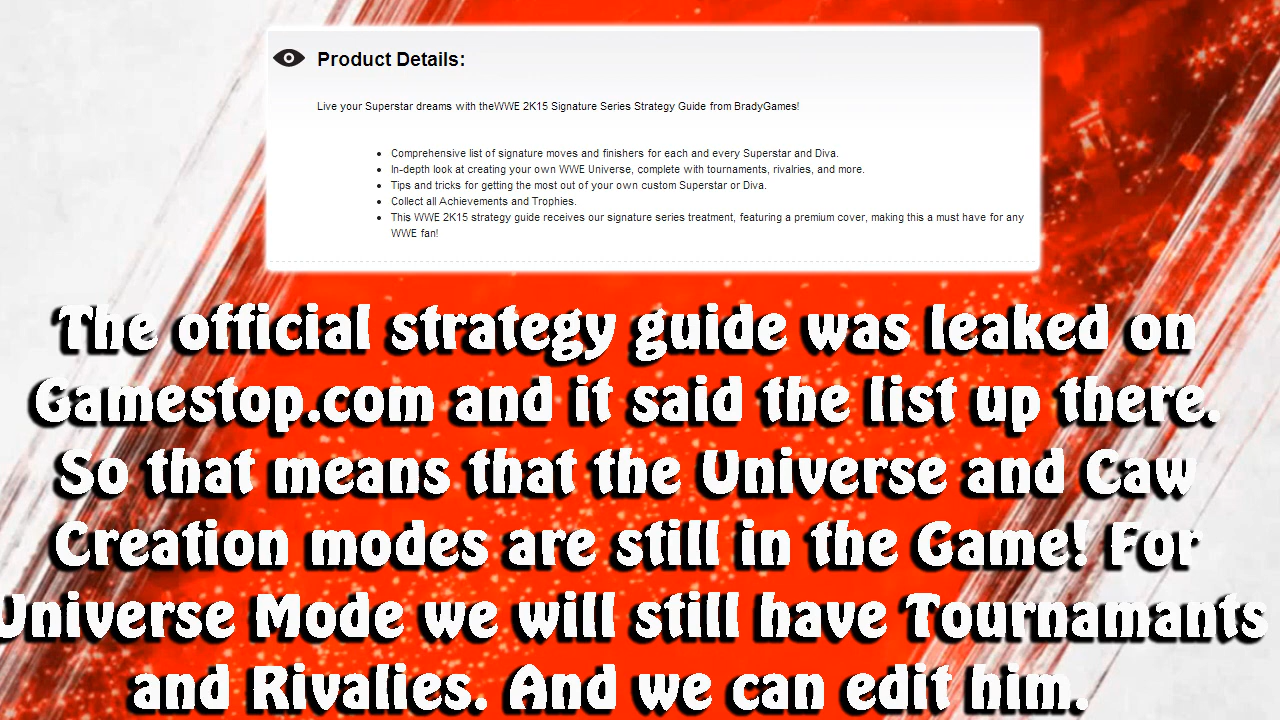 Product Details:
Live your Superstar dreams with theWWE 2K15 Signature Series Strategy Guide from BradyGames!
Comprehensive list of signature moves and finishers for each and every Superstar and Diva.
In-depth look at creating your own WWE Universe, complete with tournaments, rivalries, and more.
Tips and tricks for getting the most out of your own custom Superstar or Diva.
Collect all Achievements and Trophies.
This WWE 2K15 strategy guide receives our signature series treatment, featuring a premium cover, making this a must have for any
WWE fan!
The official strategy guide was leaked on
Gamestop.com and it said the list up there.
So that means that the Universe and Caw
Creation modes are still in the Game! For
Universe Mode we will still have Tournamants
and Rivalies. And we can edit him.